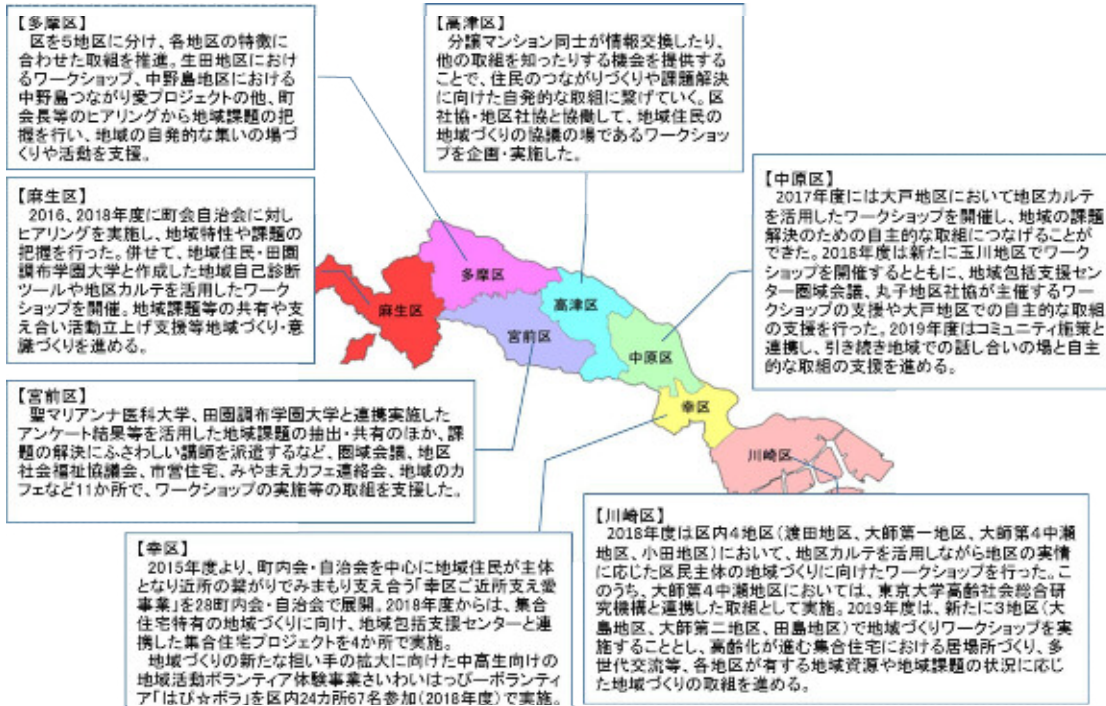 【多摩区】
区を5地区に分け、各地区の特徴に
合わせた取組を推進。生田地区におけ
るワークショップ、中野島地区における
中野島つながり愛プロジェクトの他、町
会長等のヒアリングから地域課題の把
握を行い、地域の自発的な集いの場づ
くりや活動を支援。
【高津区】
分譲マンション同士が情報交換したり、
他の取組を知ったりする機会を提供する
ことで、住民のつながりづくりや課題解決
に向けた自発的な取組に繋げていく。区
社協・地区社協と協働して、地域住民の
地域づくりの協議の場であるワークショッ
プを企画・実施した。
【麻生区】
2016、2018年度に町会自治会に対し
ヒアリングを実施し、地域特性や課題の
把握を行った。併せて、地域住民・田園
調布学園大学と作成した地域自己診断
ツールや地区カルテを活用したワーク
ショップを開催。地域課題等の共有や支
え合い活動立上げ支援等地域づくり・意
識づくりを進める。
【中原区】
2017年度には大戸地区において地区カルテ
を活用したワークショップを開催し、地域の課題
解決のための自主的な取組につなげることが
できた。2018年度は新たに玉川地区でワーク
ショップを開催するとともに、地域包括支援セン
ター圏域会議、丸子地区社協が主催するワー
クショップの支援や大戸地区での自主的な取組
の支援を行った。2019年度はコミュニティ施策と
連携し、引き続き地域での話し合いの場と自主
的な取組の支援を進める。
多摩区
麻生区
高津区
宮前区
中原区
幸区
川崎区
【宮前区】
聖マリアンナ医科大学、田園調布学園大学と連携実施した
アンケート結果等を活用した地域課題の抽出・共有のほか、課
題の解決にふさわしい講師を派遣するなど、圏域会議、地区
社会福祉協議会、市営住宅、みやまえカフェ連絡会、地域のカ
フェなど11か所で、ワークショップの実施等の取組を支援した。
【幸区】
2015年度より、町内会・自治会を中心に地域住民が主体
となり近所の繋がりでみまもり支え合う「幸区ご近所支え愛
事業」を28町内会・自治会で展開。2018年度からは、集合
住宅特有の地域づくりに向け、地域包括支援センターと連
携した集合住宅プロジェクトを4か所で実施。
地域づくりの新たな担い手の拡大に向けた中高生向けの
地域活動ボランティア体験事業さいわいはっぴーボランティ
ア「はぴ☆ボラ」を区内24カ所67名参加(2018年度)で実施。
【川崎区】
2018年度は区内4地区(渡田地区、大師第一地区、大師第4中瀬
地区、小田地区)において、地区カルテを活用しながら地区の実情
に応じた区民主体の地域づくりに向けたワークショップを行った。こ
のうち、大師第4中瀬地区においては、東京大学高齢社会総合研
究機構と連携した取組として実施。2019年度は、新たに3地区(大
島地区、大師第二地区、田島地区)で地域づくりワークショップを実
施することとし、高齢化が進む集合住宅における居場所づくり、多
世代交流等、各地区が有する地域資源や地域課題の状況に応じ
た地域づくりの取組を進める。